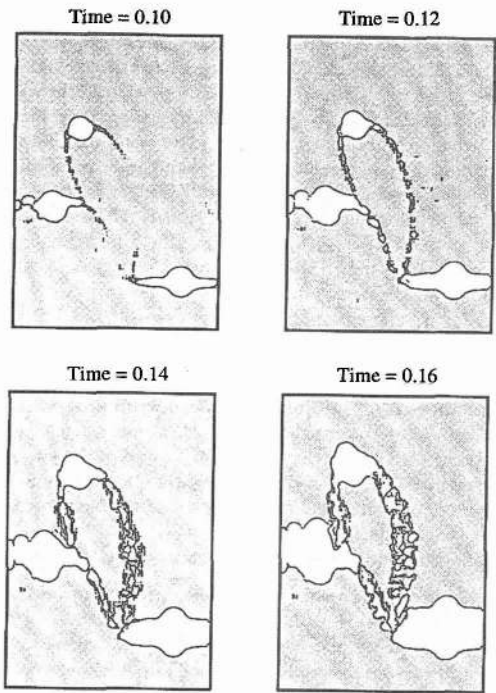 Time = 0.10
Time = 0.12
Time = 0.14
Time = 0.16